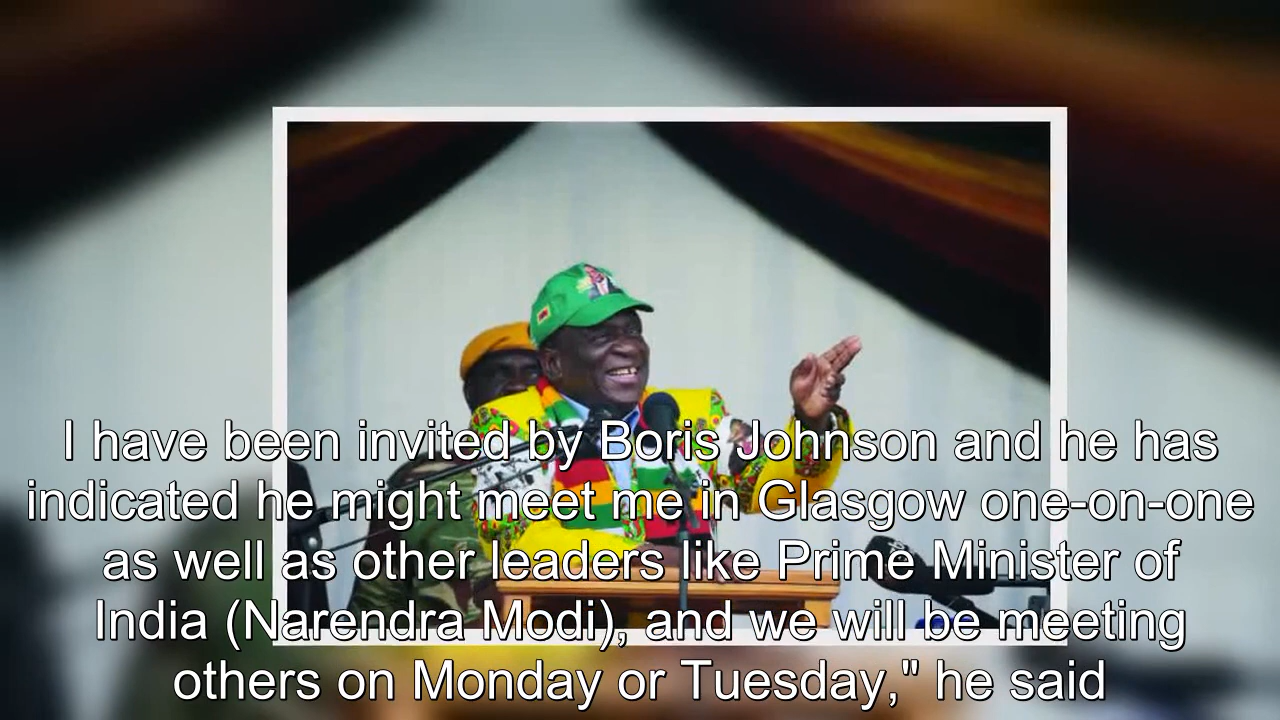 I have been invited by Boris Johnson and he has
indicated he might meet me in Glasgow one-on-one
as well as other leaders like Prime Minister of
India (Narendra Modi), and we will be meeting
others on Monday or Tuesday," he said